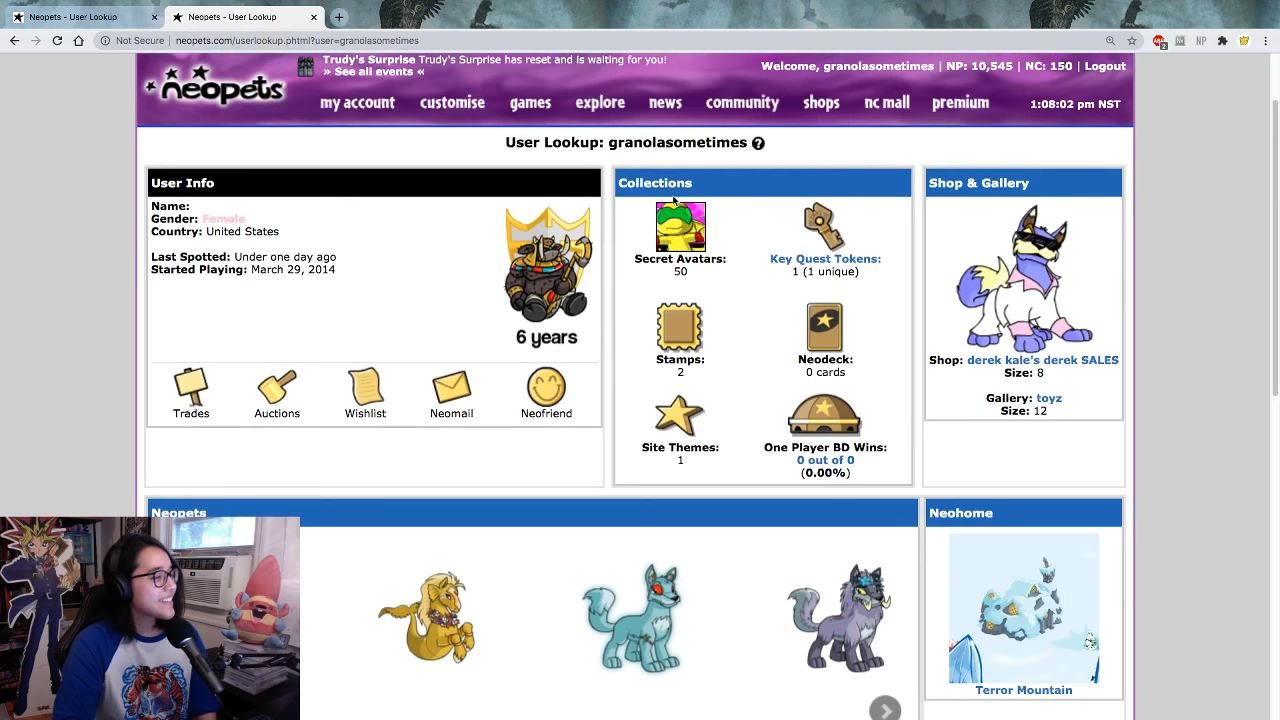 Neopets - User Lookup
Neopets - User Lookup
Not Secure | neopets.com/userlookup.phtml?user=granolasometimes
ABP
2
NP
neopets
Trudy's Surprise Trudy's Surprise has reset and is waiting for you!
» See all events «
Welcome, granolasometimes | NP: 10,545 | NC: 150 | Logout
my account customise games explore news community shops nc mall premium
1:08:02 pm NST
User Lookup: granolasometimes ?
User Info
Name:
Gender: Female
Country: United States
Last Spotted: Under one day ago
Started Playing: March 29, 2014
6 years
Trades Auctions Wishlist Neomail Neofriend
Collections
Secret Avatars:
50
Key Quest Tokens:
1 (1 unique)
Stamps:
2
Neodeck:
0 cards
Site Themes:
1
One Player BD Wins:
0 out of 0
(0.00%)
Shop & Gallery
Shop: derek kale's derek SALES
Size: 8
Gallery: toyz
Size: 12
Neopets
Neohome
Terror Mountain